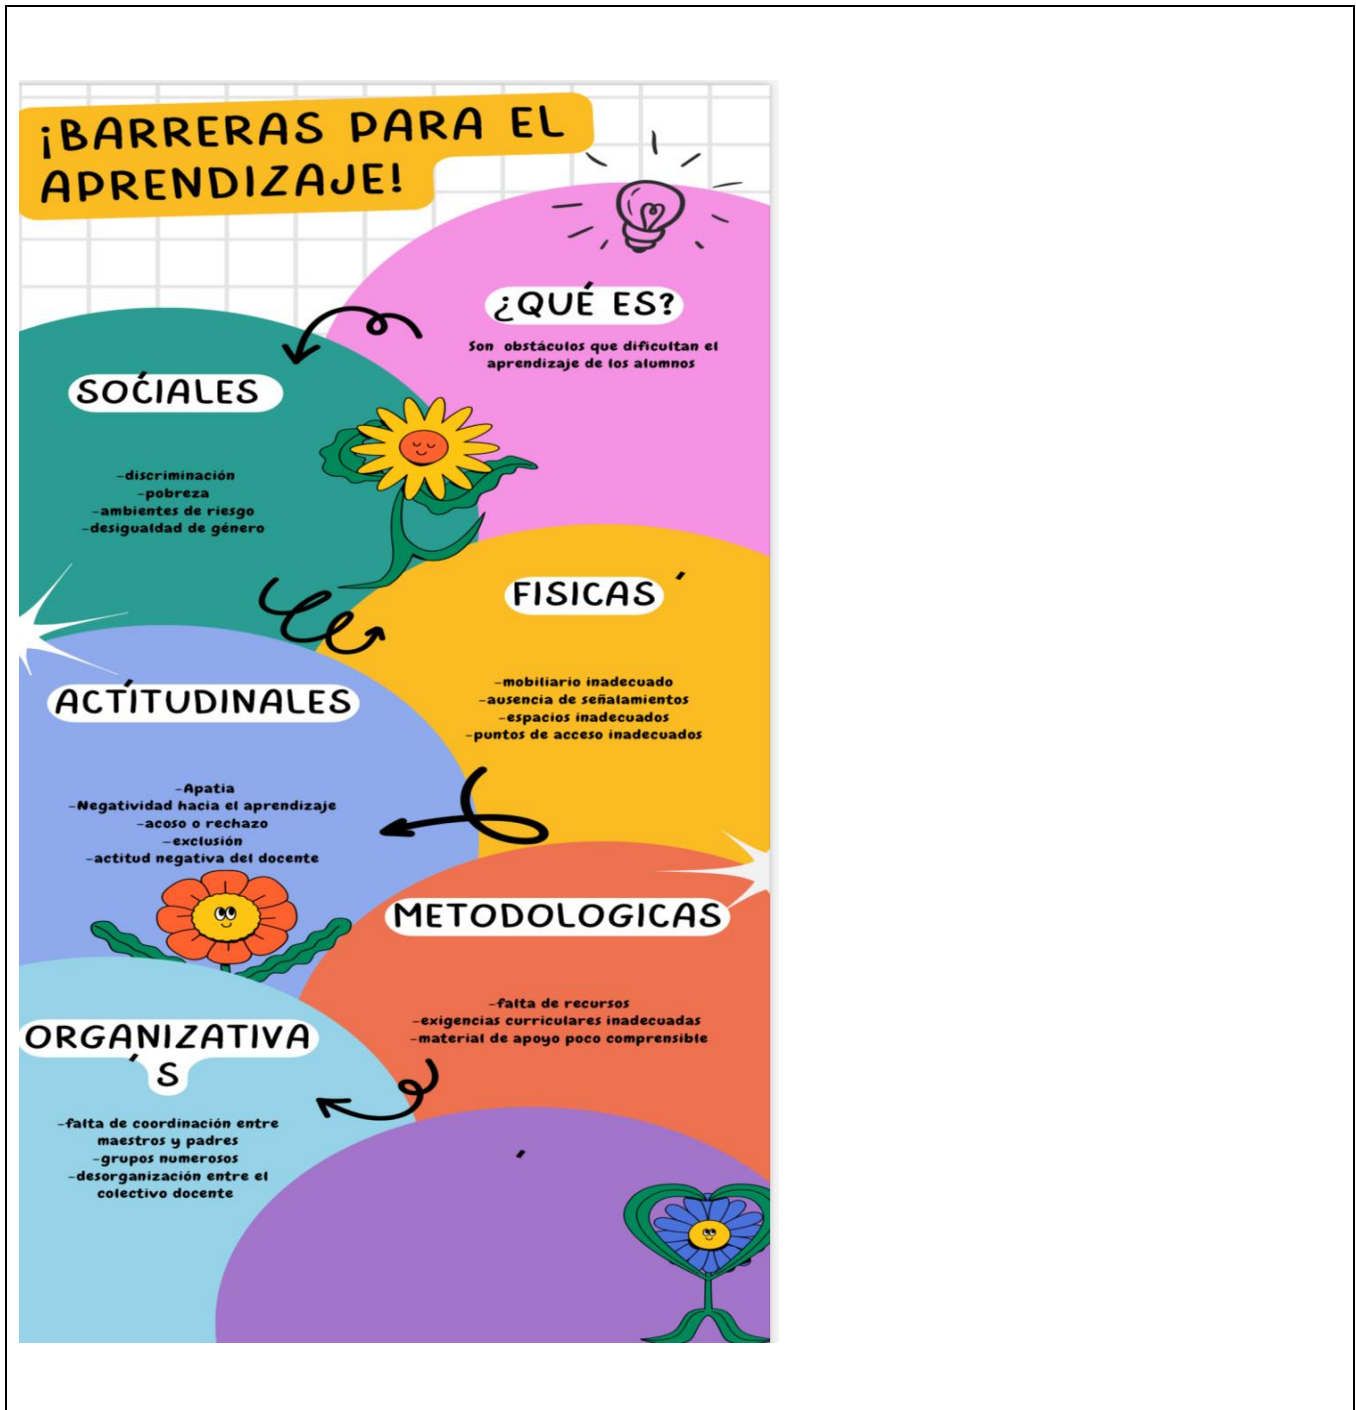 ¡BARRERAS PARA EL
APRENDIZAJE!
¿QUÉ ES?
Son obstáculos que dificultan el
aprendizaje de los alumnos
SOCIALES
-discriminación
-pobreza
-ambientes de riesgo
-desigualdad de género
FISICAS
-mobiliario inadecuado
-ausencia de señalamientos
-espacios inadecuados
-puntos de acceso inadecuados
ACTITUDINALES
-Apatia
-Negatividad hacia el aprendizaje
-acoso o rechazo
-exclusión
-actitud negativa del docente
METODOLOGICAS
-falta de recursos
-exigencias curriculares inadecuadas
-material de apoyo poco comprensible
ORGANIZATIVA
S
-falta de coordinación entre
maestros y padres
-grupos numerosos
-desorganización entre el
colectivo docente